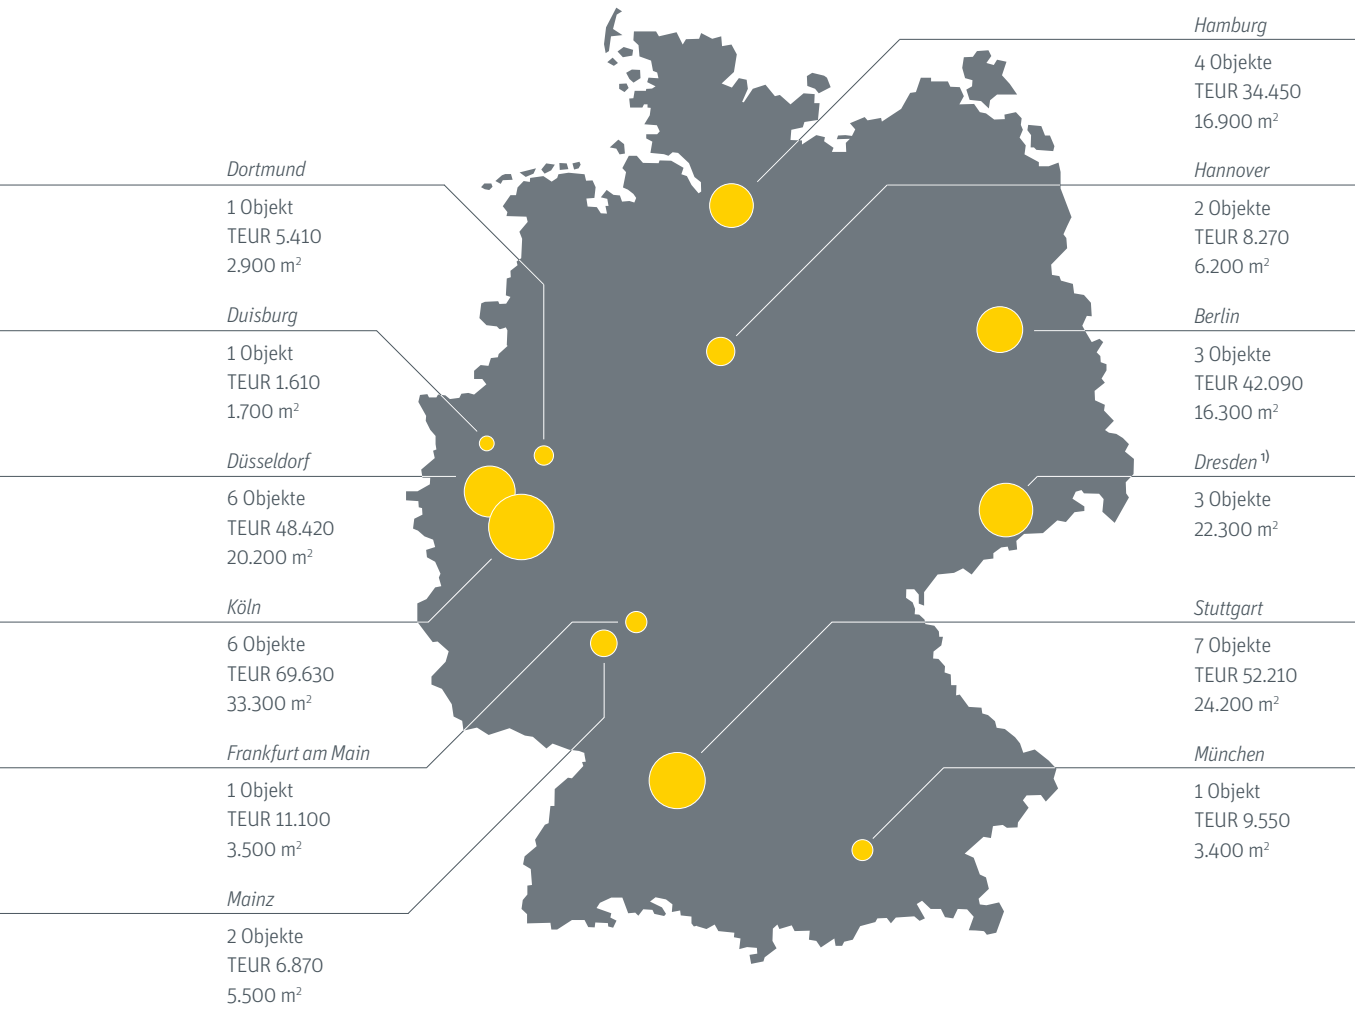 Dortmund
1 Objekt
TEUR 5.410
2.900 m²
Duisburg
1 Objekt
TEUR 1.610
1.700 m²
Düsseldorf
6 Objekte
TEUR 48.420
20.200 m²
Köln
6 Objekte
TEUR 69.630
33.300 m²
Frankfurt am Main
1 Objekt
TEUR 11.100
3.500 m²
Mainz
2 Objekte
TEUR 6.870
5.500 m²
Hamburg
4 Objekte
TEUR 34.450
16.900 m²
Hannover
2 Objekte
TEUR 8.270
6.200 m²
Berlin
3 Objekte
TEUR 42.090
16.300 m²
Dresden ¹⁾
3 Objekte
22.300 m²
Stuttgart
7 Objekte
TEUR 52.210
24.200 m²
München
1 Objekt
TEUR 9.550
3.400 m²